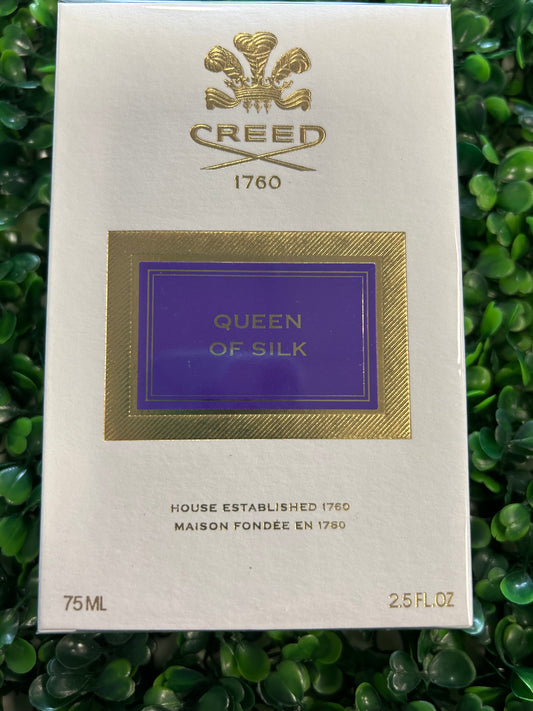 CREED
1760
QUEEN
OF SILK
HOUSE ESTABLISHED 1760
MAISON FONDÉE EN 1760
75 ML
2.5 FL.OZ